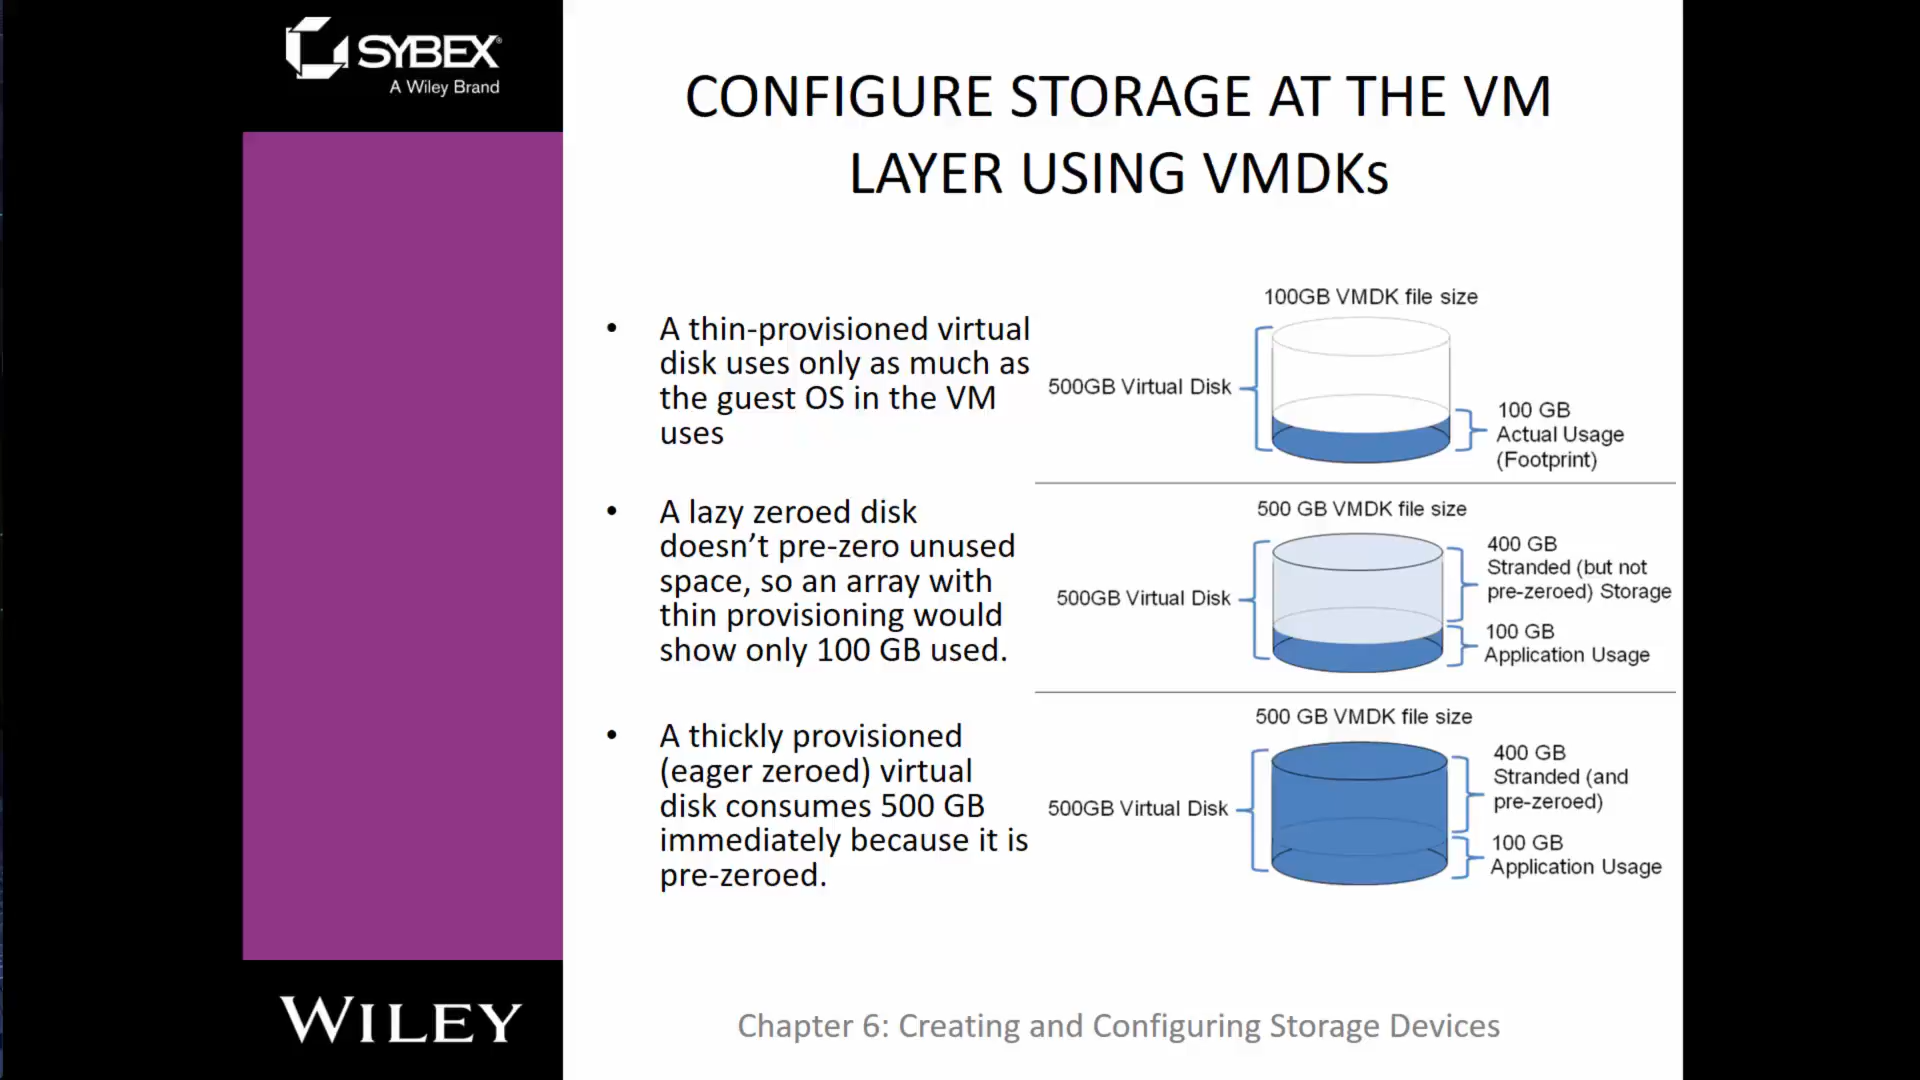 SYBEX®
A Wiley Brand
CONFIGURE STORAGE AT THE VM
LAYER USING VMDKs
• A thin-provisioned virtual
disk uses only as much as
the guest OS in the VM
uses
• A lazy zeroed disk
doesn’t pre-zero unused
space, so an array with
thin provisioning would
show only 100 GB used.
• A thickly provisioned
(eager zeroed) virtual
disk consumes 500 GB
immediately because it is
pre-zeroed.
100GB VMDK file size
500GB Virtual Disk
100 GB
Actual Usage
(Footprint)
500 GB VMDK file size
500GB Virtual Disk
400 GB
Stranded (but not
pre-zeroed) Storage
100 GB
Application Usage
500 GB VMDK file size
500GB Virtual Disk
400 GB
Stranded (and
pre-zeroed)
100 GB
Application Usage
WILEY
Chapter 6: Creating and Configuring Storage Devices